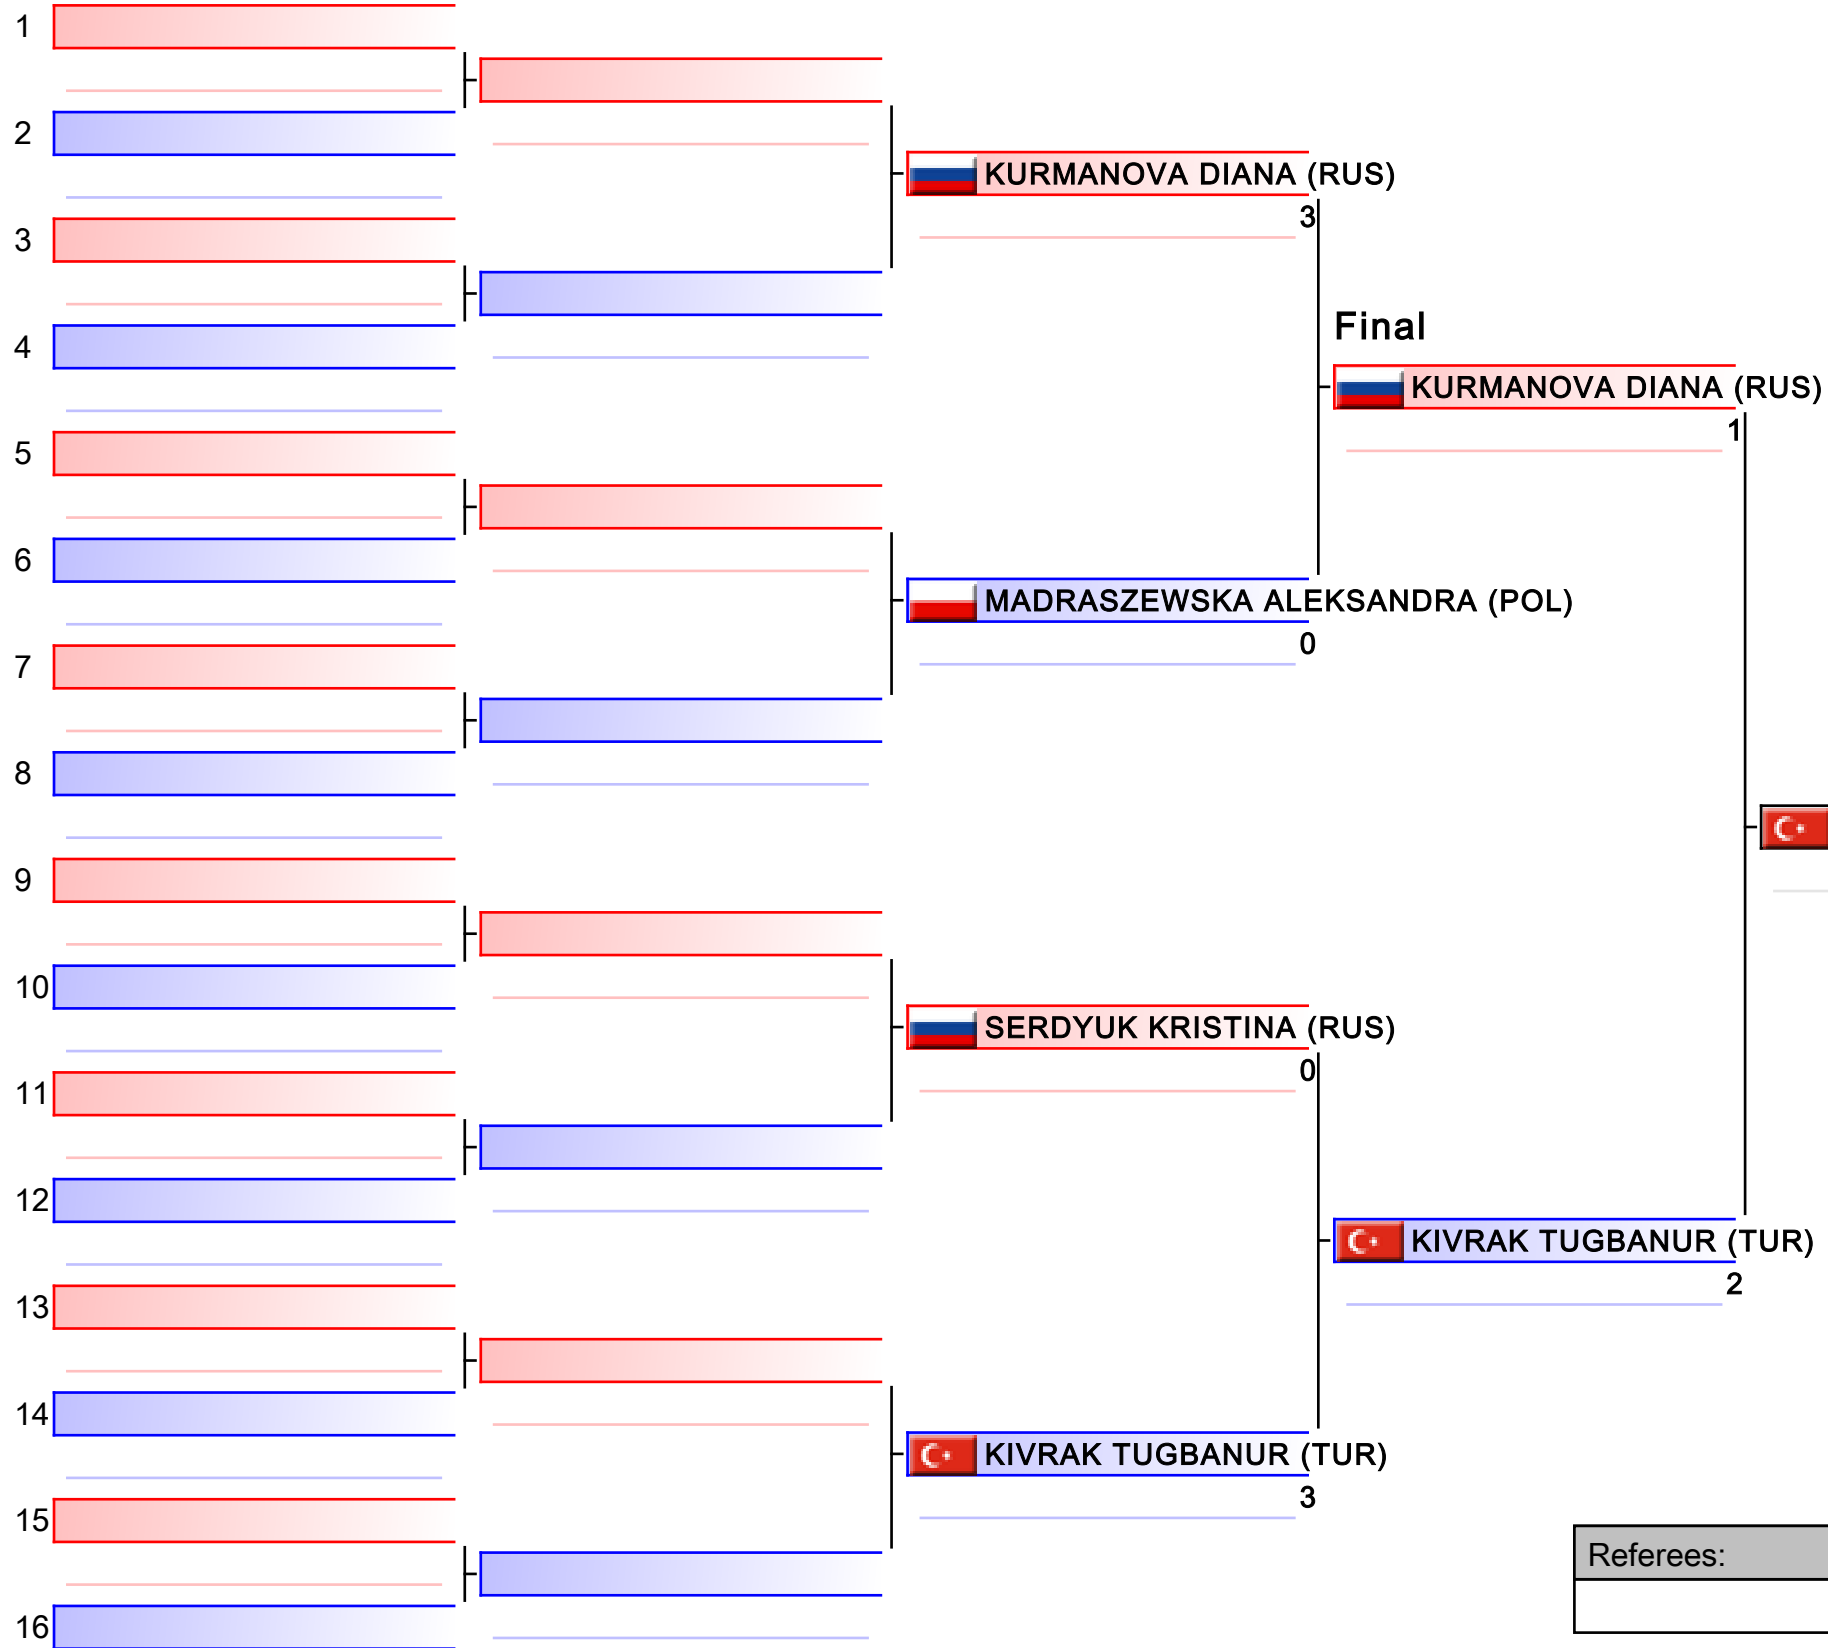 1
2
3
4
5
6
7
8
9
10
11
12
13
14
15
16
KURMANOVA DIANA (RUS)
3
MADRASZEWSKA ALEKSANDRA (POL)
0
SERDYUK KRISTINA (RUS)
0
KIVRAK TUGBANUR (TUR)
3
Final
KURMANOVA DIANA (RUS)
1
KIVRAK TUGBANUR (TUR)
2
Referees: